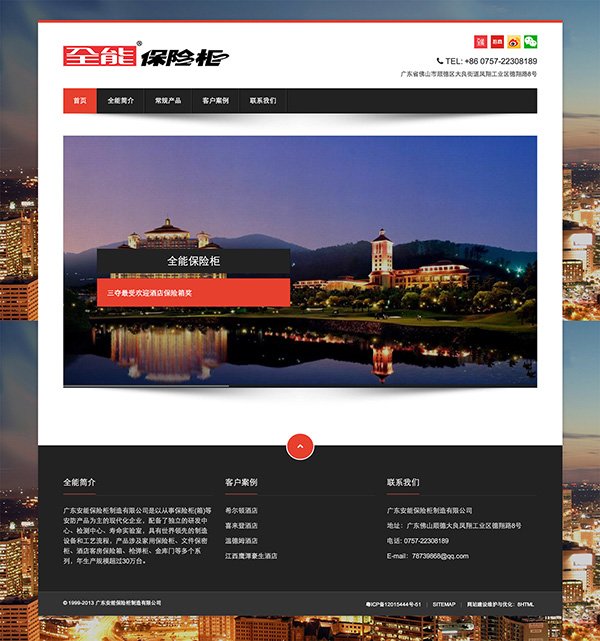 全能®保险柜
TEL: +86 0757-22308189
广东省佛山市顺德区大良街道凤翔工业区德翔路8号
首页 全能简介 常规产品 客户案例 联系我们
全能保险柜
三夺最受欢迎酒店保险箱奖
全能简介
广东安能保险柜制造有限公司是以从事保险柜(箱)等
安防产品为主的现代化企业，配备了独立的研发中
心、检测中心、寿命实验室，具有世界领先的制造
设备和工艺流程，产品涉及家用保险柜、文件保密
柜、酒店客房保险箱、枪弹柜、金库门等多个系
列，年生产规模超过30万台。
客户案例
希尔顿酒店
喜来登酒店
温德姆酒店
江西鹰潭豪生酒店
联系我们
广东安能保险柜制造有限公司
地址：广东佛山顺德大良凤翔工业区德翔路8号
电话: 0757-22308189
E-mail: 78739868@qq.com
© 1999-2013 广东安能保险柜制造有限公司
粤ICP备12015444号-51 | SITEMAP | 网站建设维护与优化: 8HTML